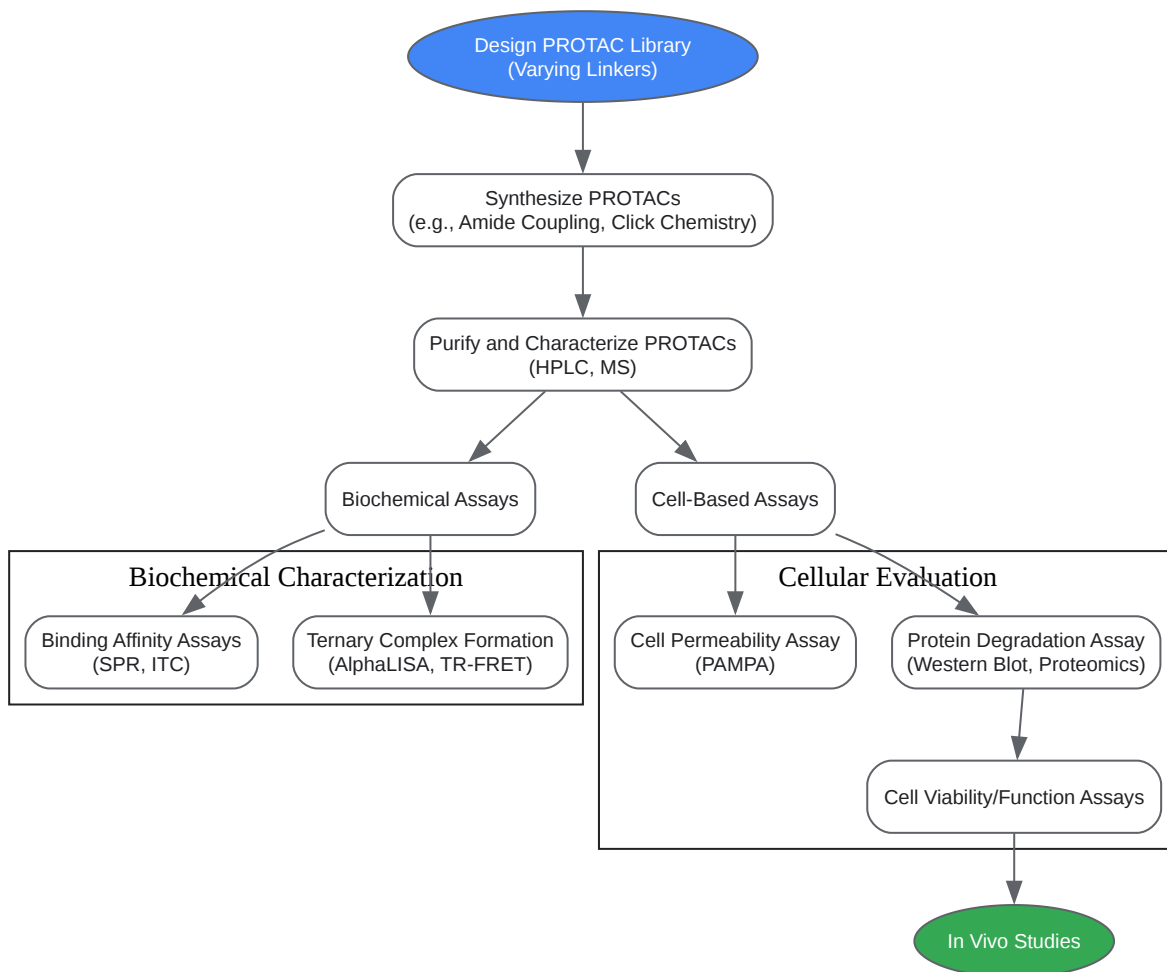 Design PROTAC Library
(Varying Linkers)
Synthesize PROTACs
(e.g., Amide Coupling, Click Chemistry)
Purify and Characterize PROTACs
(HPLC, MS)
Biochemical Assays
Cell-Based Assays
Biochemical Characterization
Binding Affinity Assays
(SPR, ITC)
Ternary Complex Formation
(AlphaLISA, TR-FRET)
Cellular Evaluation
Cell Permeability Assay
(PAMPA)
Protein Degradation Assay
(Western Blot, Proteomics)
Cell Viability/Function Assays
In Vivo Studies